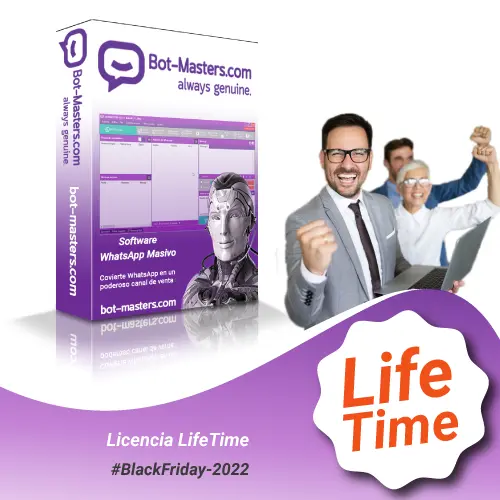 Bot-Masters.com
always genuine.
bot-masters.com
Bot-Masters.com
always genuine.
Software
WhatsApp Masivo
Covierte WhatsApp en un
poderoso canal de venta
bot-masters.com
Life
Time
Licencia LifeTime
#BlackFriday-2022